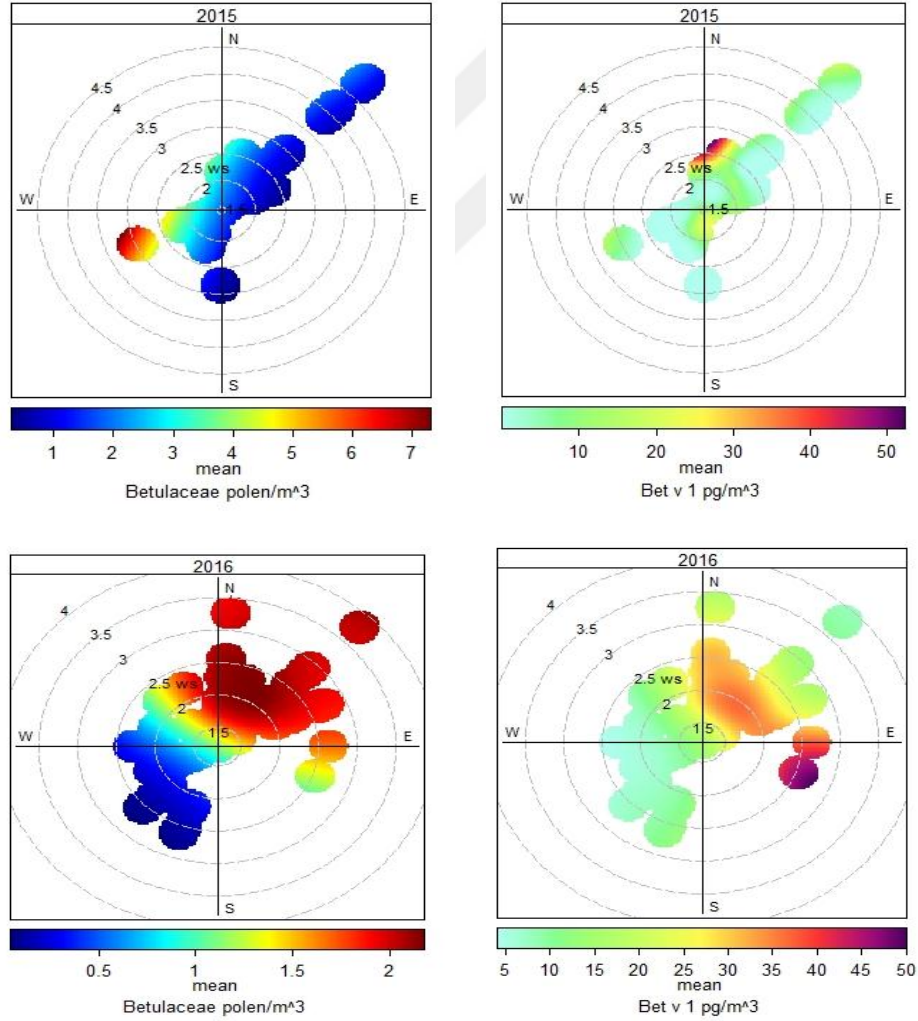 2015
N
4.5
4
3.5
3
2.5 ws
2
1.5
W
E
S
1 2 3 4 5 6 7
mean
Betulaceae polen/m^3
2015
N
4.5
4
3.5
3
2.5 ws
2
1.5
W
E
S
10 20 30 40 50
mean
Bet v 1 pg/m^3
2016
N
4
3.5
3
2.5 ws
2
1.5
W
E
S
0.5 1 1.5 2
mean
Betulaceae polen/m^3
2016
N
4
3.5
3
2.5 ws
2
1.5
W
E
S
5 10 15 20 25 30 35 40 45 50
mean
Bet v 1 pg/m^3